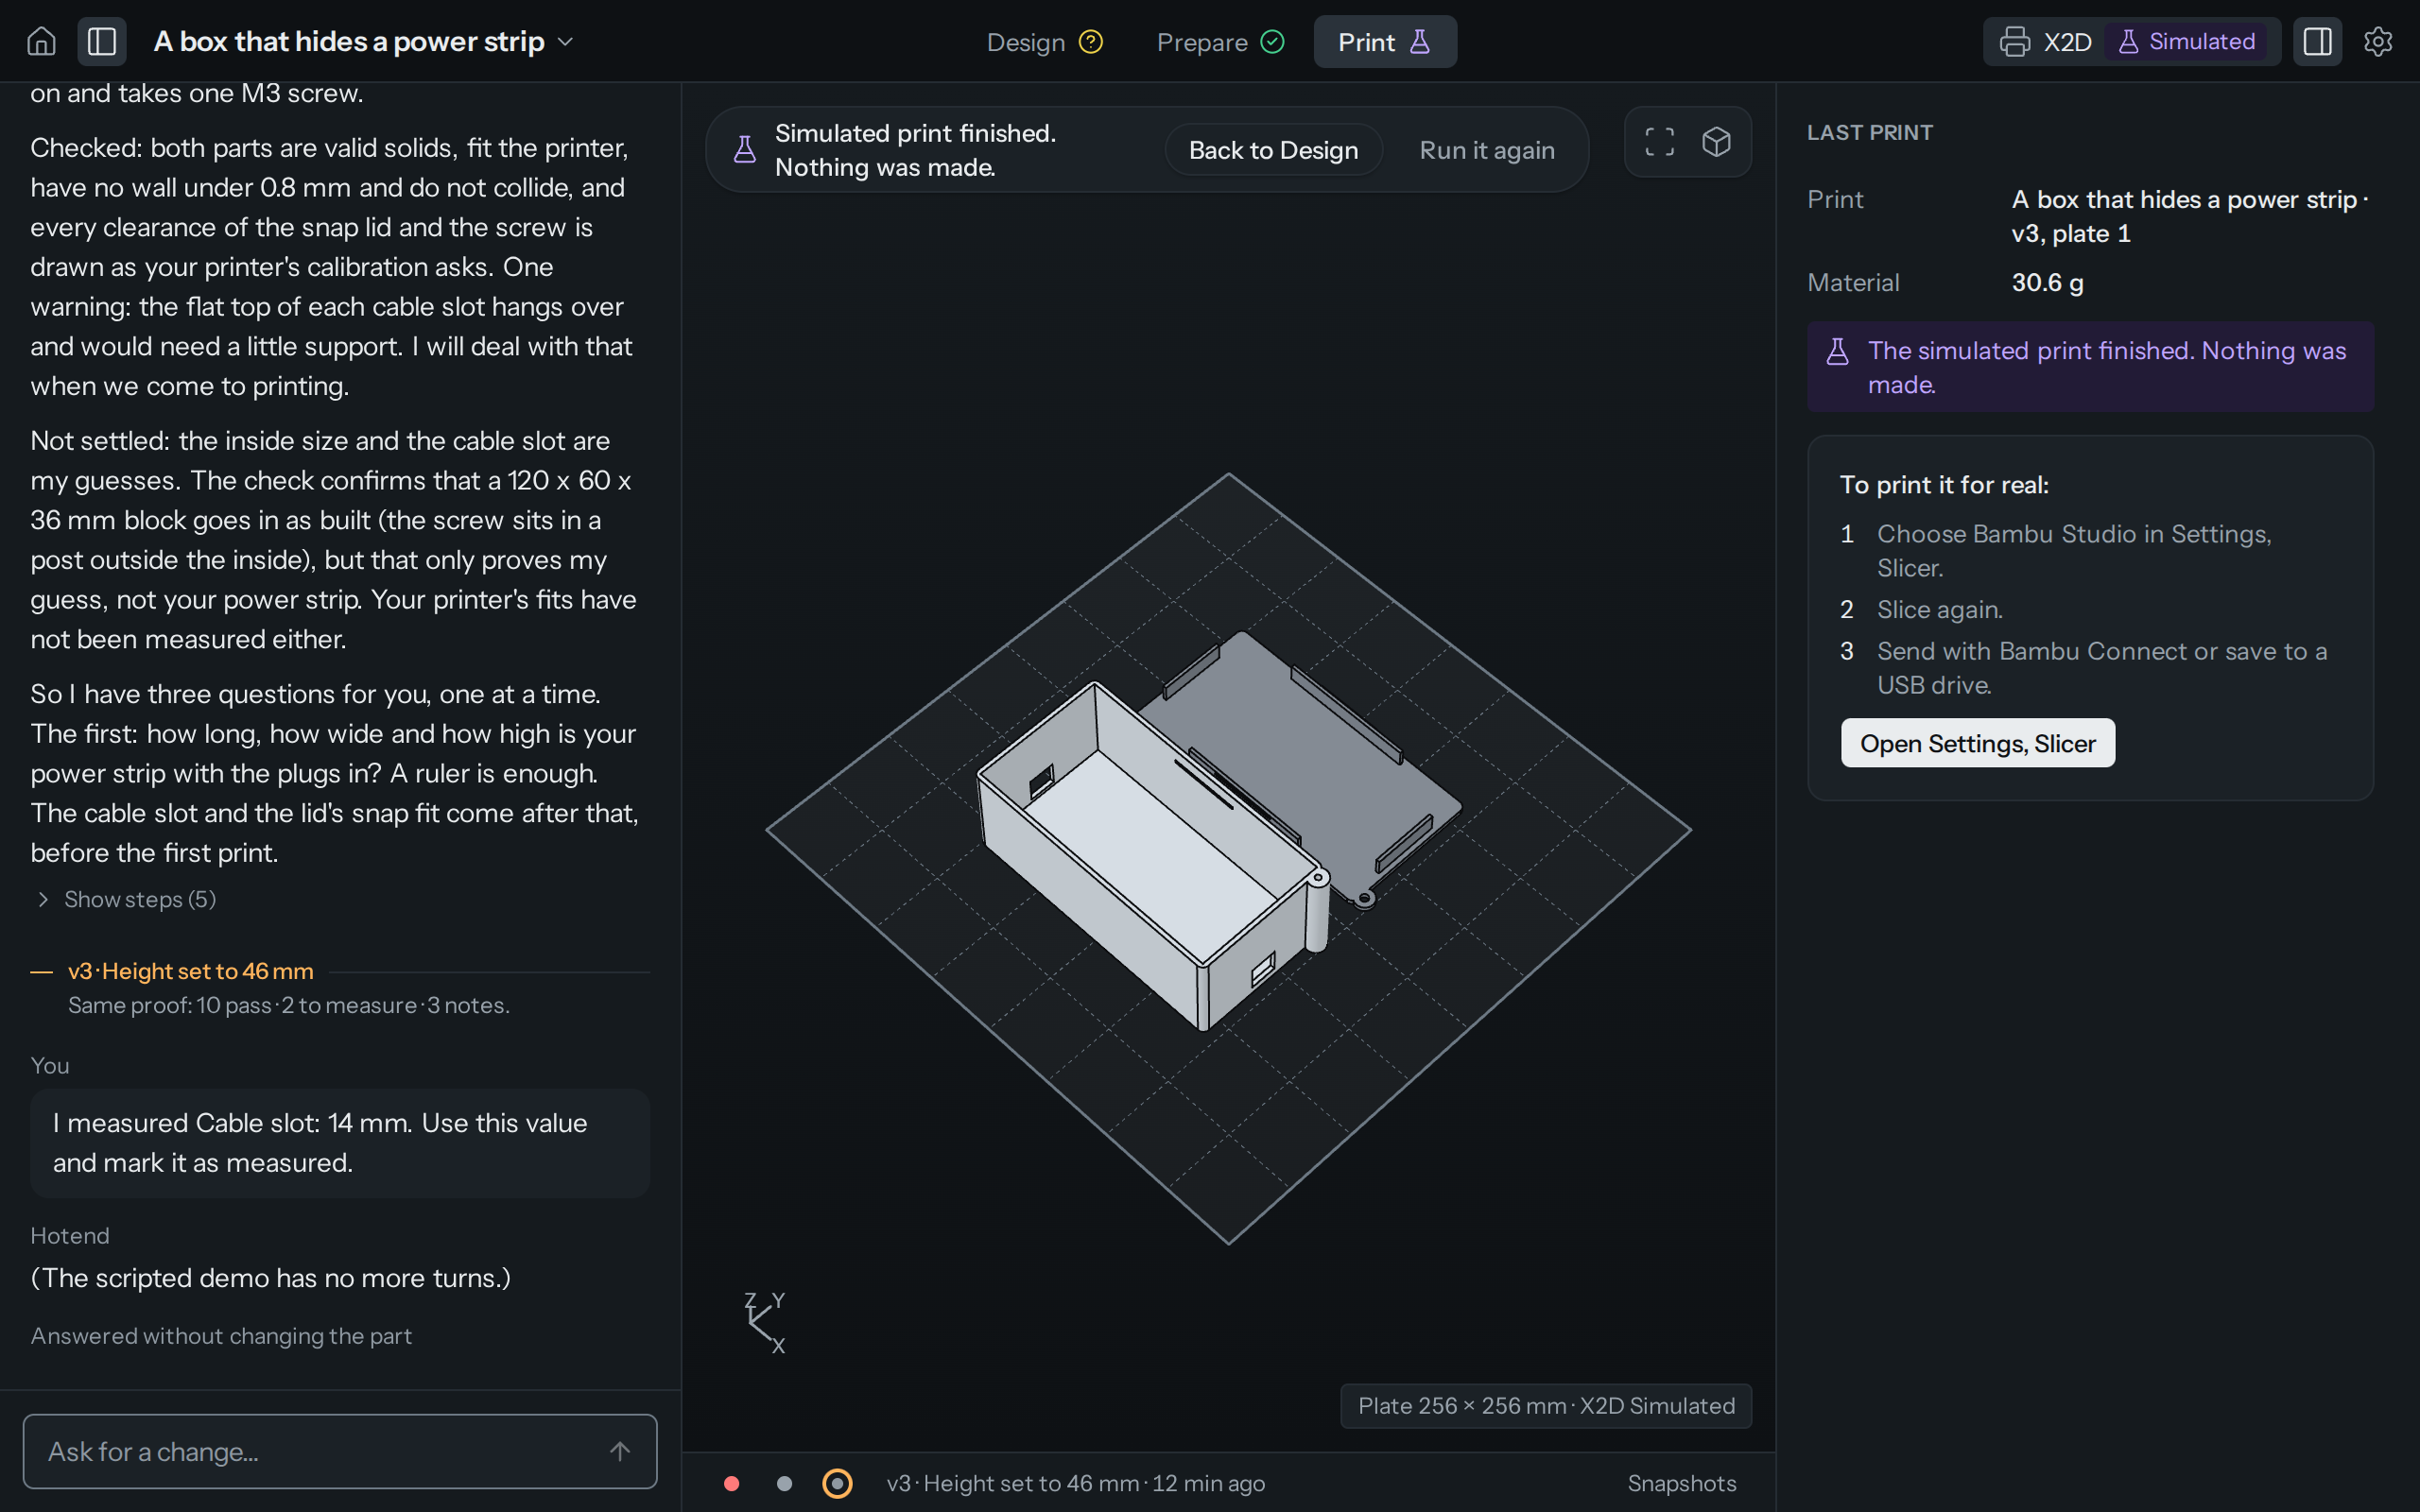 A box that hides a power strip
Design
Prepare
Print
X2D
Simulated
on and takes one M3 screw.
Checked: both parts are valid solids, fit the printer,
have no wall under 0.8 mm and do not collide, and
every clearance of the snap lid and the screw is
drawn as your printer's calibration asks. One
warning: the flat top of each cable slot hangs over
and would need a little support. I will deal with that
when we come to printing.
Not settled: the inside size and the cable slot are
my guesses. The check confirms that a 120 x 60 x
36 mm block goes in as built (the screw sits in a
post outside the inside), but that only proves my
guess, not your power strip. Your printer's fits have
not been measured either.
So I have three questions for you, one at a time.
The first: how long, how wide and how high is your
power strip with the plugs in? A ruler is enough.
The cable slot and the lid's snap fit come after that,
before the first print.
Show steps (5)
v3 · Height set to 46 mm
Same proof: 10 pass · 2 to measure · 3 notes.
You
I measured Cable slot: 14 mm. Use this value
and mark it as measured.
Hotend
(The scripted demo has no more turns.)
Answered without changing the part
Ask for a change...
Simulated print finished.
Nothing was made.
Back to Design
Run it again
Z Y
X
Plate 256 × 256 mm · X2D Simulated
v3 · Height set to 46 mm · 12 min ago
Snapshots
LAST PRINT
Print
A box that hides a power strip ·
v3, plate 1
Material
30.6 g
The simulated print finished. Nothing was
made.
To print it for real:
1 Choose Bambu Studio in Settings,
Slicer.
2 Slice again.
3 Send with Bambu Connect or save to a
USB drive.
Open Settings, Slicer